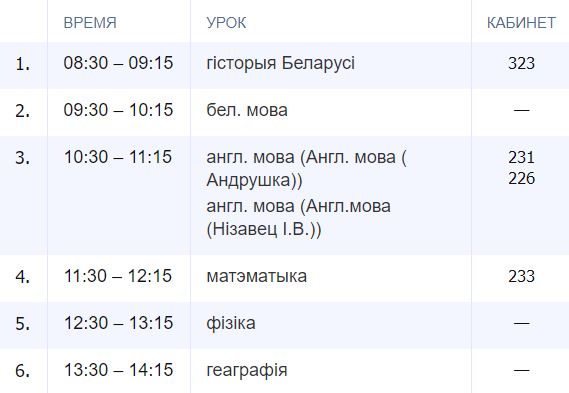 ВРЕМЯ УРОК КАБИНЕТ
1. 08:30 – 09:15 гісторыя Беларусі 323
2. 09:30 – 10:15 бел. мова —
3. 10:30 – 11:15 англ. мова (Англ. мова ( 231
Андрушка)) 226
англ. мова (Англ.мова
(Нізавец І.В.))
4. 11:30 – 12:15 матэматыка 233
5. 12:30 – 13:15 фізіка —
6. 13:30 – 14:15 геаграфія —